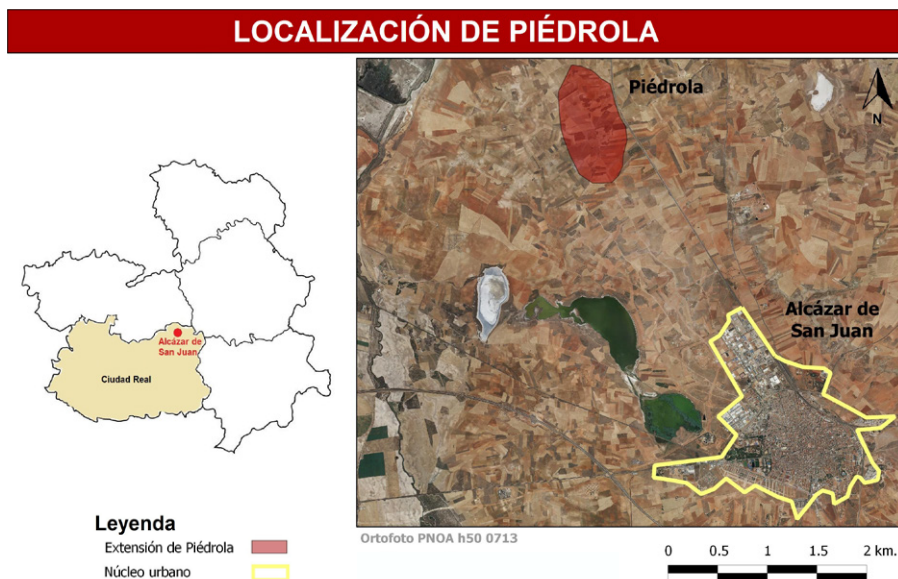 LOCALIZACIÓN DE PIÉDROLA
Piédrola
N
Alcázar de
San Juan
Alcázar de
San Juan
Ciudad Real
Leyenda
Extensión de Piédrola
Núcleo urbano
Ortofoto PNOA h50 0713
0 0.5 1 1.5 2 km.